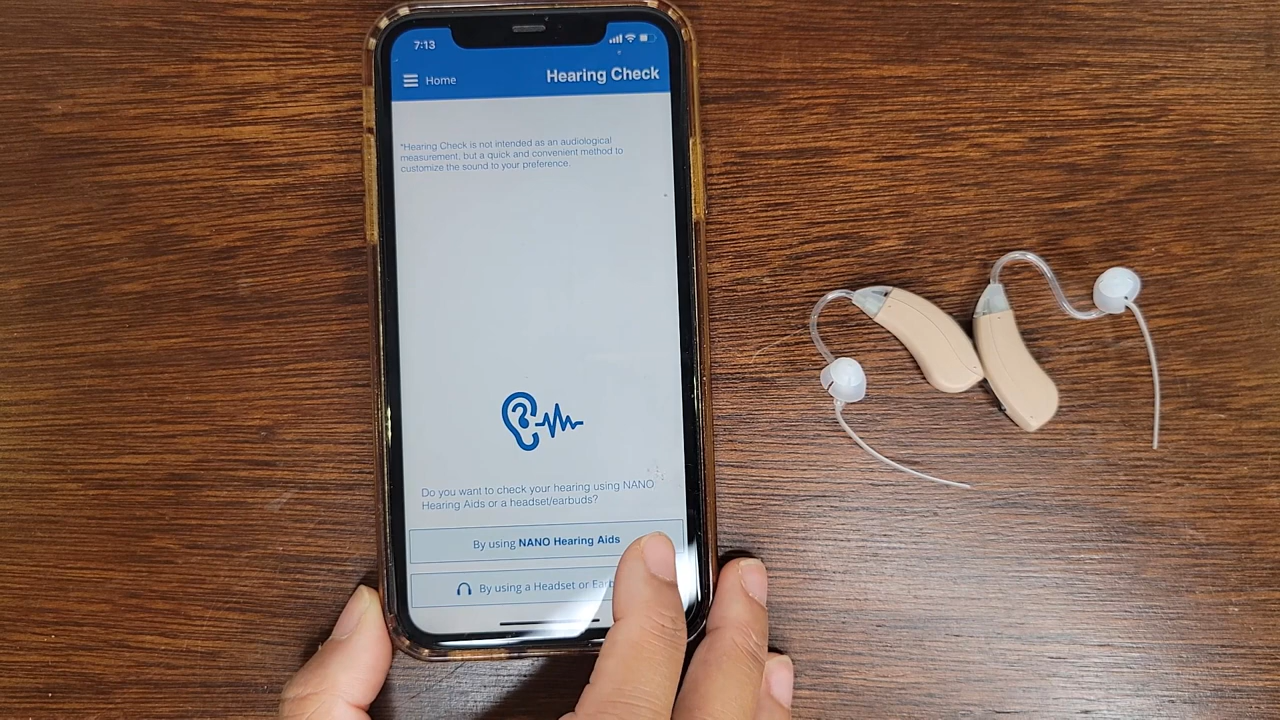 7:13
Home
Hearing Check
*Hearing Check is not intended as an audiological
measurement, but a quick and convenient method to
customize the sound to your preference.
Do you want to check your hearing using NANO
Hearing Aids or a headset/earbuds?
By using NANO Hearing Aids
By using a Headset or